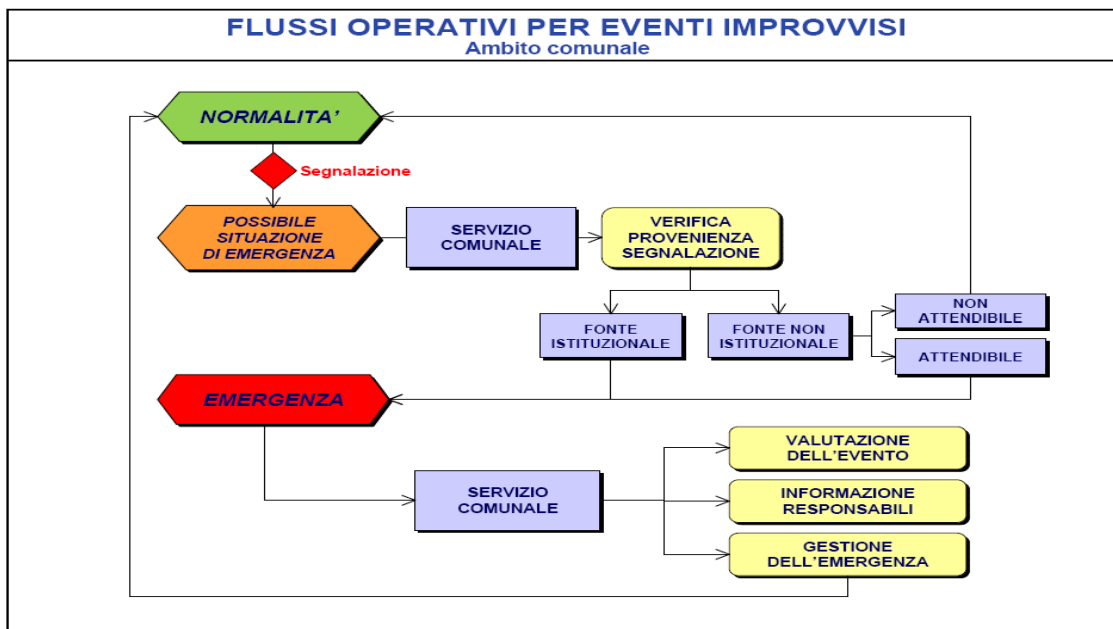 FLUSSI OPERATIVI PER EVENTI IMPROVVISI
Ambito comunale
NORMALITA'
Segnalazione
POSSIBILE
SITUAZIONE
DI EMERGENZA
SERVIZIO
COMUNALE
VERIFICA
PROVENIENZA
SEGNALAZIONE
FONTE
ISTITUZIONALE
FONTE NON
ISTITUZIONALE
NON
ATTENDIBILE
ATTENDIBILE
EMERGENZA
SERVIZIO
COMUNALE
VALUTAZIONE
DELL'EVENTO
INFORMAZIONE
RESPONSABILI
GESTIONE
DELL'EMERGENZA